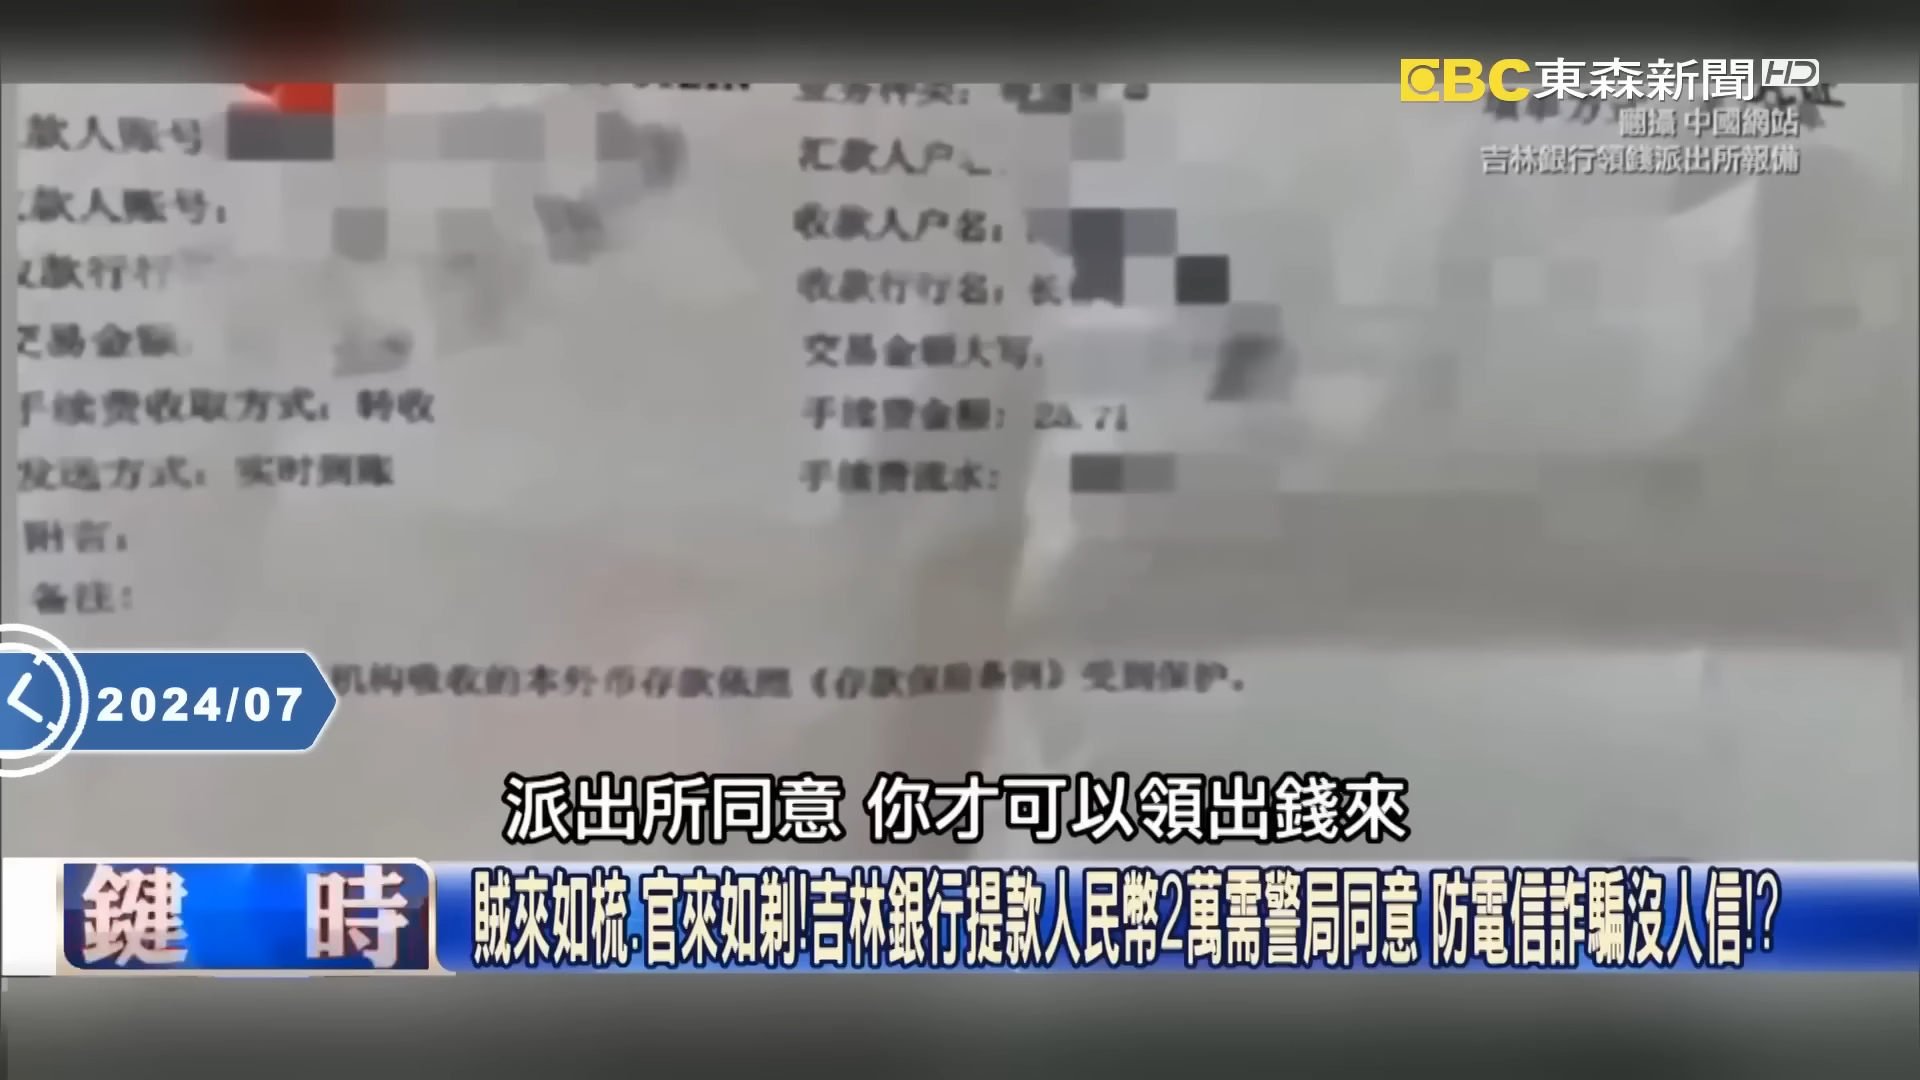 EBC東森新聞HD
翻攝 中國網站
吉林銀行領錢派出所報備
款人账号
汇款人户
款人账号:
收款人户名:
款行行
收款行行名: 长
交易金额
交易金额大写
手续费收取方式: 转收
手续费金额:
发送方式: 实时到账
手续费流水:
附言:
备注:
机构吸收的本外币存款依照《存款保险条例》受到保护。
2024/07
派出所同意 你才可以領出錢來
鍵 時
賊來如梳.官來如剃!吉林銀行提款人民幣2萬需警局同意 防電信詐騙沒人信!?